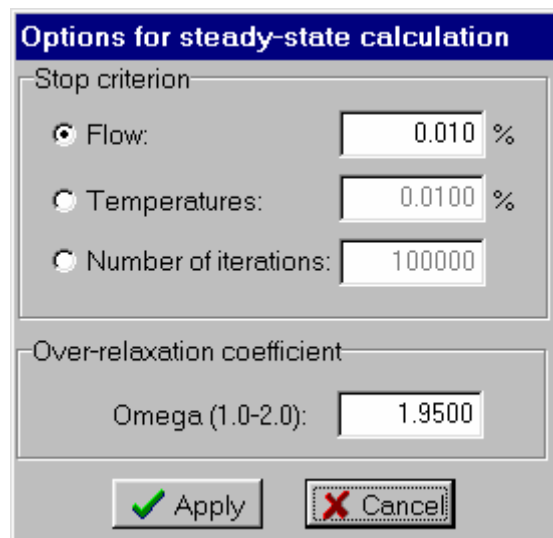 Options for steady-state calculation
Stop criterion
Flow: 0.010 %
Temperatures: 0.0100 %
Number of iterations: 100000
Over-relaxation coefficient
Omega (1.0-2.0): 1.9500
Apply Cancel